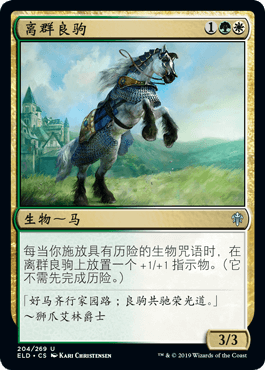 离群良驹 1
生物～马
每当你施放具有历险的生物咒语时，在
离群良驹上放置一个 +1/+1 指示物。（它
不需先完成历险。）
「好马齐行家园路；良驹共驰荣光道。」
～狮爪艾林爵士
3/3
204/269 U
ELD • CS KARI CHRISTENSEN
™ & © 2019 Wizards of the Coast